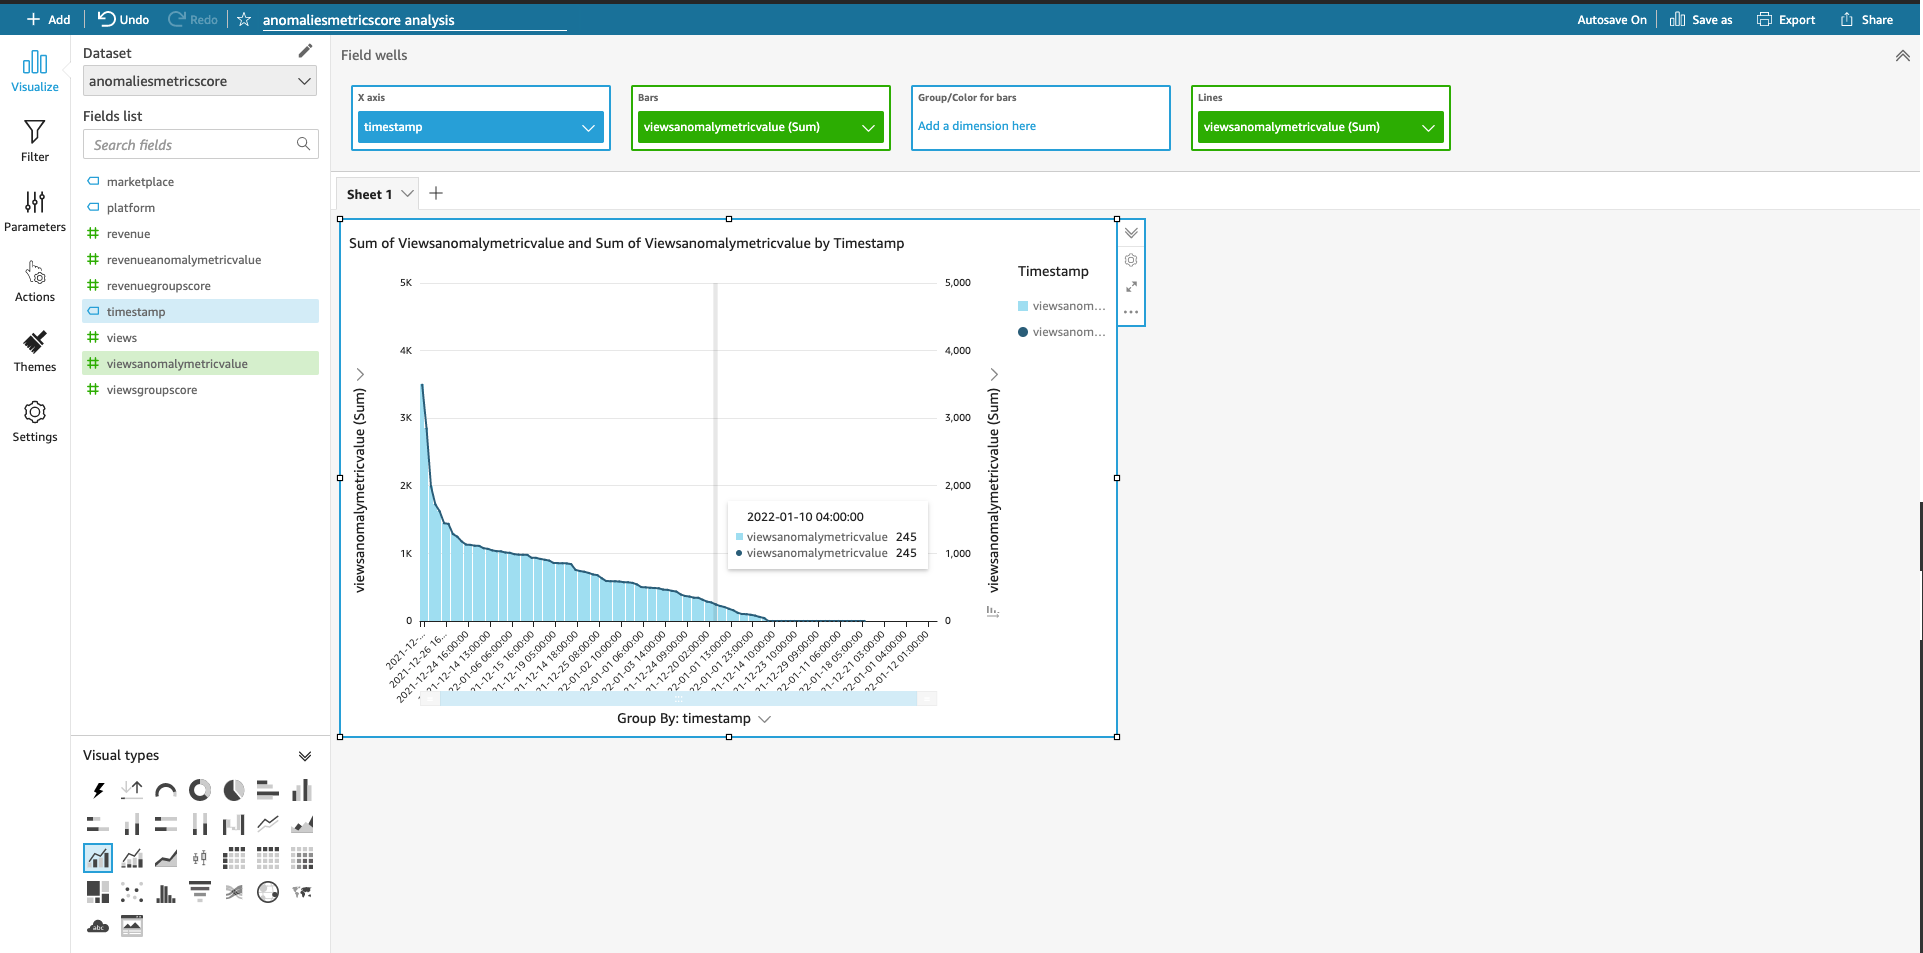 Add
Undo
Redo
anomaliesmetricscore analysis
Autosave On
Save as
Export
Share
Visualize
Filter
Parameters
Actions
Themes
Settings
Dataset
anomaliesmetricscore
Fields list
Search fields
marketplace
platform
revenue
revenueanomalymetricvalue
revenuegroupscore
timestamp
views
viewsanomalymetricvalue
viewsgroupscore
Visual types
abc
Field wells
X axis
timestamp
Bars
viewsanomalymetricvalue (Sum)
Group/Color for bars
Add a dimension here
Lines
viewsanomalymetricvalue (Sum)
Sheet 1
Sum of Viewsanomalymetricvalue and Sum of Viewsanomalymetricvalue by Timestamp
viewsanomalymetricvalue (Sum)
5K
4K
3K
2K
1K
0
5,000
4,000
3,000
2,000
1,000
0
viewsanomalymetricvalue (Sum)
Timestamp
viewsanom...
viewsanom...
2022-01-10 04:00:00
viewsanomalymetricvalue 245
viewsanomalymetricvalue 245
2021-12-...
2021-12-26 16...
2021-12-24 16:00:00
21-12-14 13:00:00
22-01-06 06:00:00
21-12-15 16:00:00
21-12-19 05:00:00
21-12-14 18:00:00
21-12-25 08:00:00
22-01-02 10:00:00
22-01-01 06:00:00
22-01-03 14:00:00
21-12-24 09:00:00
21-12-20 02:00:00
22-01-01 13:00:00
22-01-01 23:00:00
21-12-14 10:00:00
21-12-23 10:00:00
21-12-29 09:00:00
22-01-11 06:00:00
22-01-18 05:00:00
21-12-21 03:00:00
22-01-01 04:00:00
22-01-12 01:00:00
Group By: timestamp